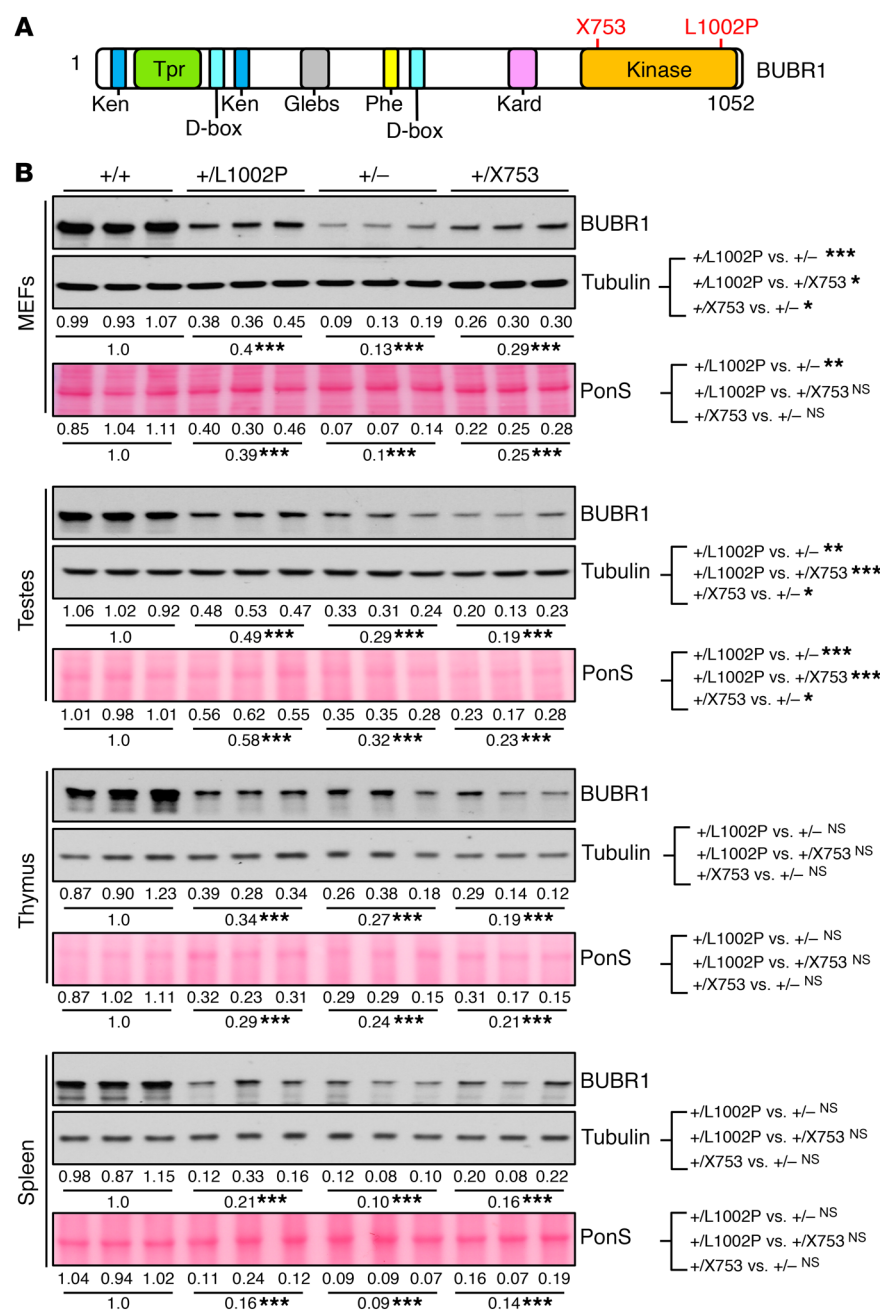 A
X753 L1002P
1 Tpr Kinase BUBR1
Ken Ken Glebs Phe Kard 1052
D-box D-box
B
+/+ +/L1002P +/– +/X753
MEFs
BUBR1
Tubulin
+/L1002P vs. +/– ***
+/L1002P vs. +/X753 *
+/X753 vs. +/– *
0.99 0.93 1.07 0.38 0.36 0.45 0.09 0.13 0.19 0.26 0.30 0.30
1.0 0.4*** 0.13*** 0.29***
PonS
+/L1002P vs. +/– **
+/L1002P vs. +/X753 NS
+/X753 vs. +/– NS
0.85 1.04 1.11 0.40 0.30 0.46 0.07 0.07 0.14 0.22 0.25 0.28
1.0 0.39*** 0.1*** 0.25***
Testes
BUBR1
Tubulin
+/L1002P vs. +/– **
+/L1002P vs. +/X753 ***
+/X753 vs. +/– *
1.06 1.02 0.92 0.48 0.53 0.47 0.33 0.31 0.24 0.20 0.13 0.23
1.0 0.49*** 0.29*** 0.19***
PonS
+/L1002P vs. +/– ***
+/L1002P vs. +/X753 ***
+/X753 vs. +/– *
1.01 0.98 1.01 0.56 0.62 0.55 0.35 0.35 0.28 0.23 0.17 0.28
1.0 0.58*** 0.32*** 0.23***
Thymus
BUBR1
Tubulin
+/L1002P vs. +/– NS
+/L1002P vs. +/X753 NS
+/X753 vs. +/– NS
0.87 0.90 1.23 0.39 0.28 0.34 0.26 0.38 0.18 0.29 0.14 0.12
1.0 0.34*** 0.27*** 0.19***
PonS
+/L1002P vs. +/– NS
+/L1002P vs. +/X753 NS
+/X753 vs. +/– NS
0.87 1.02 1.11 0.32 0.23 0.31 0.29 0.29 0.15 0.31 0.17 0.15
1.0 0.29*** 0.24*** 0.21***
Spleen
BUBR1
Tubulin
+/L1002P vs. +/– NS
+/L1002P vs. +/X753 NS
+/X753 vs. +/– NS
0.98 0.87 1.15 0.12 0.33 0.16 0.12 0.08 0.10 0.20 0.08 0.22
1.0 0.21*** 0.10*** 0.16***
PonS
+/L1002P vs. +/– NS
+/L1002P vs. +/X753 NS
+/X753 vs. +/– NS
1.04 0.94 1.02 0.11 0.24 0.12 0.09 0.09 0.07 0.16 0.07 0.19
1.0 0.16*** 0.09*** 0.14***